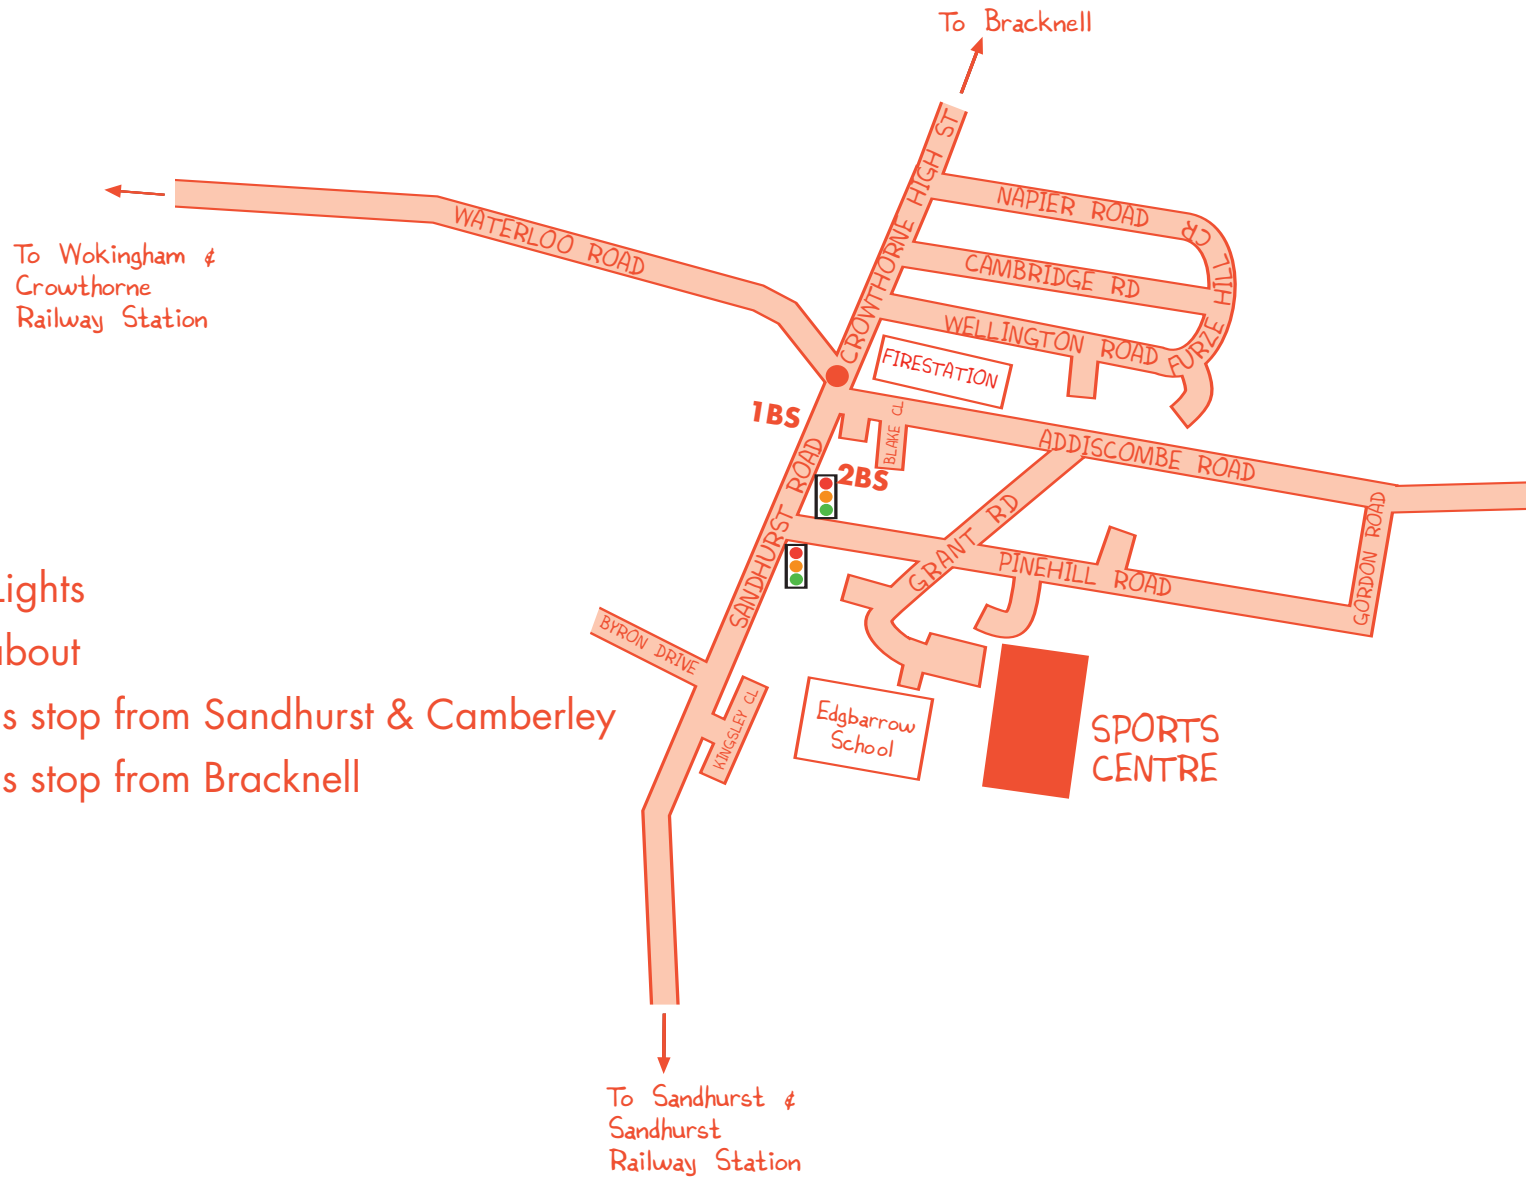 To Bracknell
CROWTHORNE HIGH ST
NAPIER ROAD
WATERLOO ROAD
FURZE HILL CR
CAMBRIDGE RD
To Wokingham &
Crowthorne
Railway Station
WELLINGTON ROAD
FIRESTATION
1BS
BLAKE CL
ADDISCOMBE ROAD
2BS
SANDHURST ROAD
GRANT RD
PINEHILL ROAD
GORDON ROAD
Lights
about
s stop from Sandhurst & Camberley
s stop from Bracknell
BYRON DRIVE
KINGSLEY CL
Edgbarrow
School
SPORTS
CENTRE
To Sandhurst &
Sandhurst
Railway Station